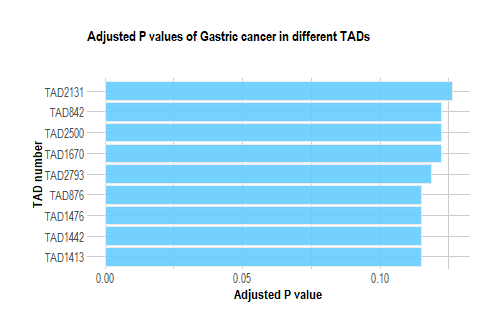 Adjusted P values of Gastric cancer in different TADs
TAD2131
TAD842
TAD2500
TAD1670
TAD2793
TAD876
TAD1476
TAD1442
TAD1413
TAD number
0.00 0.05 0.10
Adjusted P value